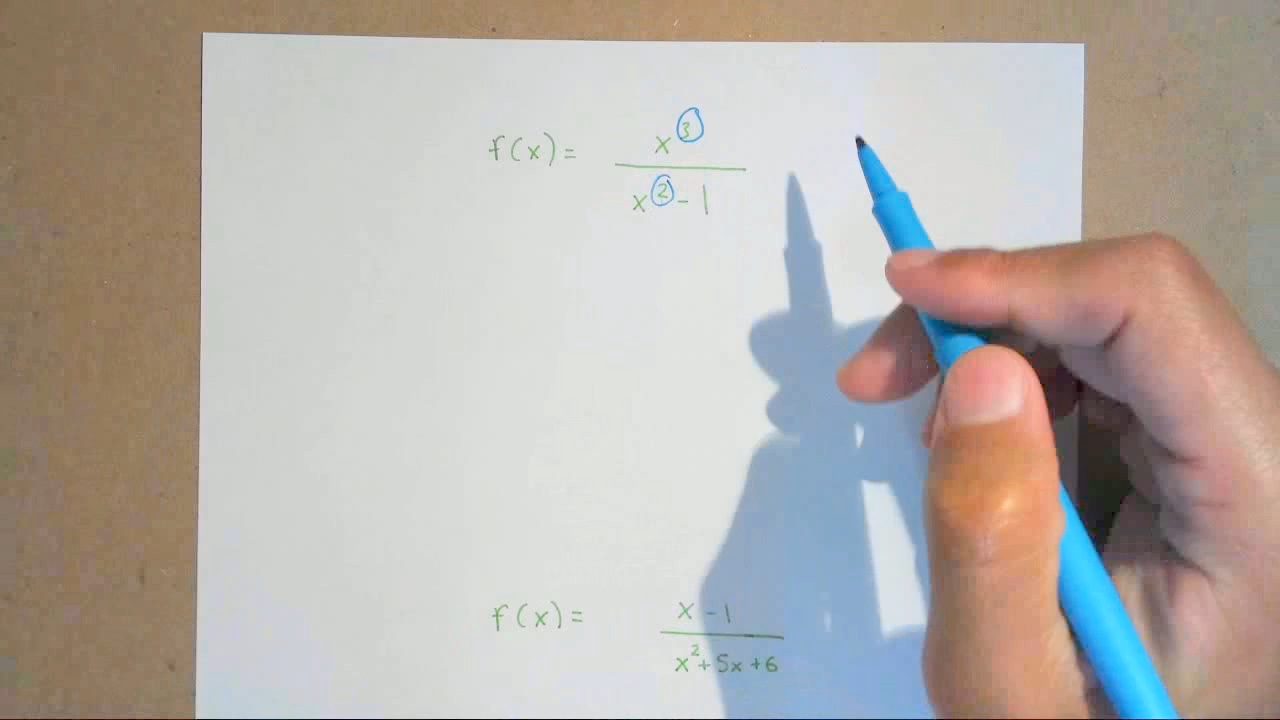 f(x) = x³ / x² - 1
f(x) = x - 1 / x² + 5x + 6